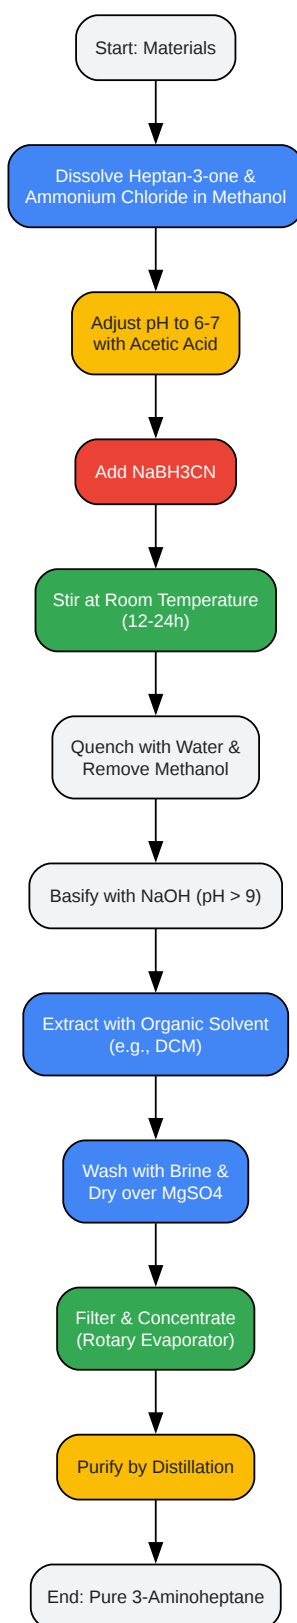 Start: Materials
Dissolve Heptan-3-one &
Ammonium Chloride in Methanol
Adjust pH to 6-7
with Acetic Acid
Add NaBH3CN
Stir at Room Temperature
(12-24h)
Quench with Water &
Remove Methanol
Basify with NaOH (pH > 9)
Extract with Organic Solvent
(e.g., DCM)
Wash with Brine &
Dry over MgSO4
Filter & Concentrate
(Rotary Evaporator)
Purify by Distillation
End: Pure 3-Aminoheptane